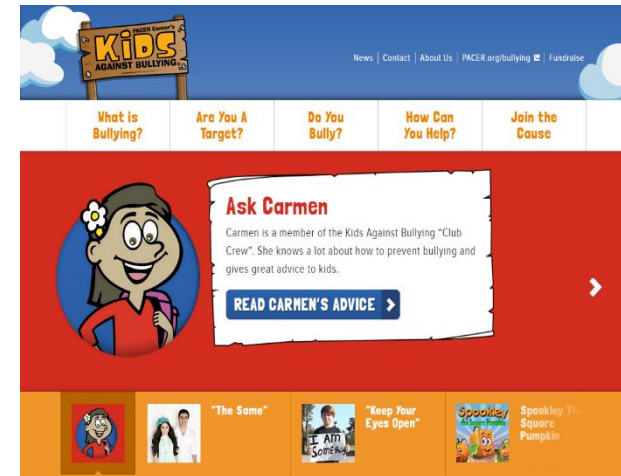 PACER Center's
KiDS
AGAINST BULLYING
News | Contact | About Us | PACER.org/bullying | Fundraise
What is
Bullying?
Are You A
Target?
Do You
Bully?
How Can
You Help?
Join the
Cause
Ask Carmen
Carmen is a member of the Kids Against Bullying "Club
Crew". She knows a lot about how to prevent bullying and
gives great advice to kids.
READ CARMEN'S ADVICE
"The Same"
I AM
Someone
"Keep Your
Eyes Open"
Spookley
the Square Pumpkin
Spookley The
Square
Pumpkin